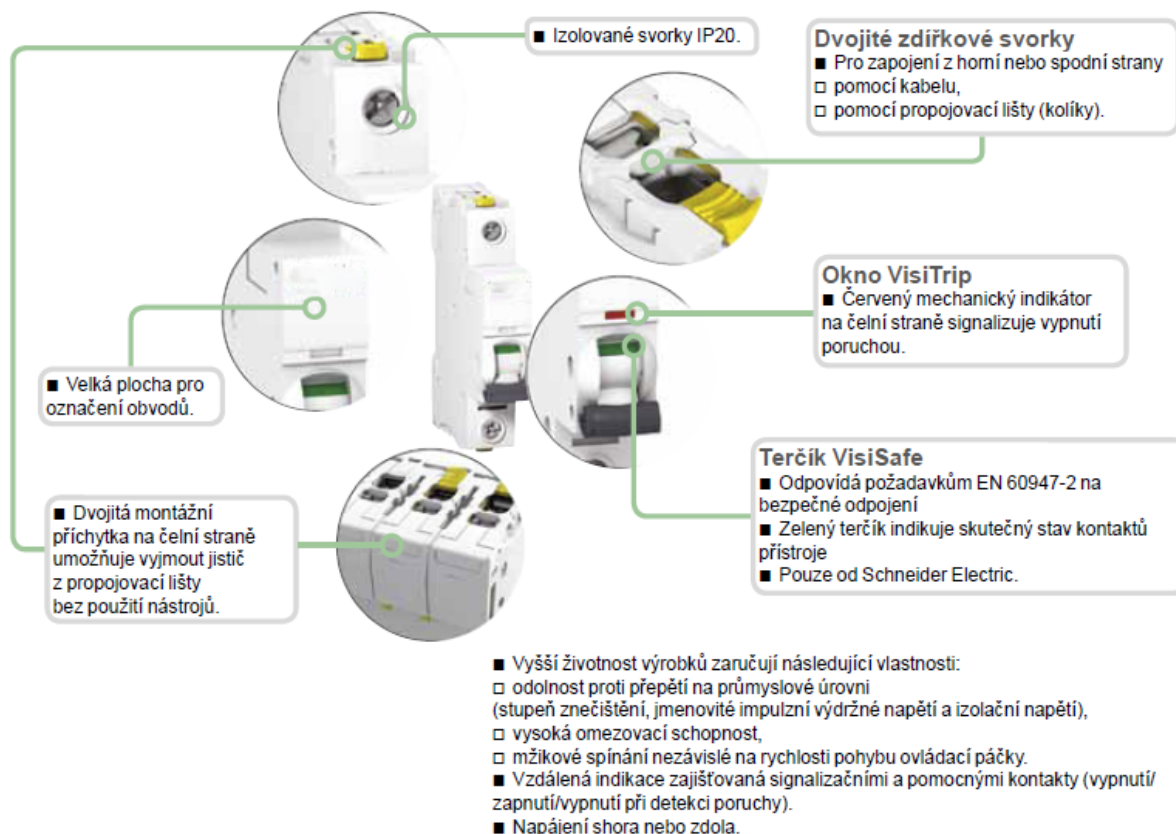 ■ Izolované svorky IP20.
Dvojité zdířkové svorky
■ Pro zapojení z horní nebo spodní strany
□ pomocí kabelu,
□ pomocí propojovací lišty (kolíky).
Okno VisiTrip
■ Červený mechanický indikátor
na čelní straně signalizuje vypnutí
poruchou.
■ Velká plocha pro
označení obvodů.
Terčík VisiSafe
■ Odpovídá požadavkům EN 60947-2 na
bezpečné odpojení
■ Zelený terčík indikuje skutečný stav kontaktů
přístroje
■ Pouze od Schneider Electric.
■ Dvojitá montážní
příchytka na čelní straně
umožňuje vyjmout jistič
z propojovací lišty
bez použití nástrojů.
■ Vyšší životnost výrobků zaručují následující vlastnosti:
□ odolnost proti přepětí na průmyslové úrovni
(stupeň znečištění, jmenovité impulzní výdržné napětí a izolační napětí),
□ vysoká omezovací schopnost,
□ mžikové spínání nezávislé na rychlosti pohybu ovládací páčky.
■ Vzdálená indikace zajišťovaná signalizačními a pomocnými kontakty (vypnutí/
zapnutí/vypnutí při detekci poruchy).
■ Napájení shora nebo zdola.